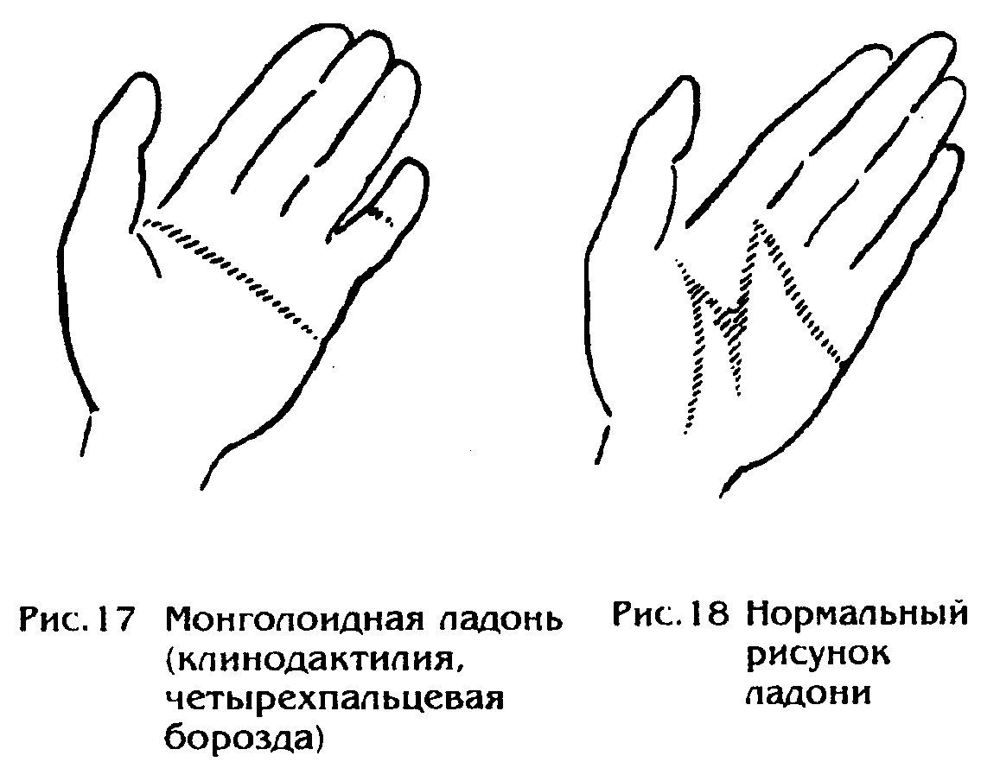 Рис. 17 Монголоидная ладонь
(клинодактилия,
четырехпальцевая
борозда)
Рис. 18 Нормальный
рисунок
ладони